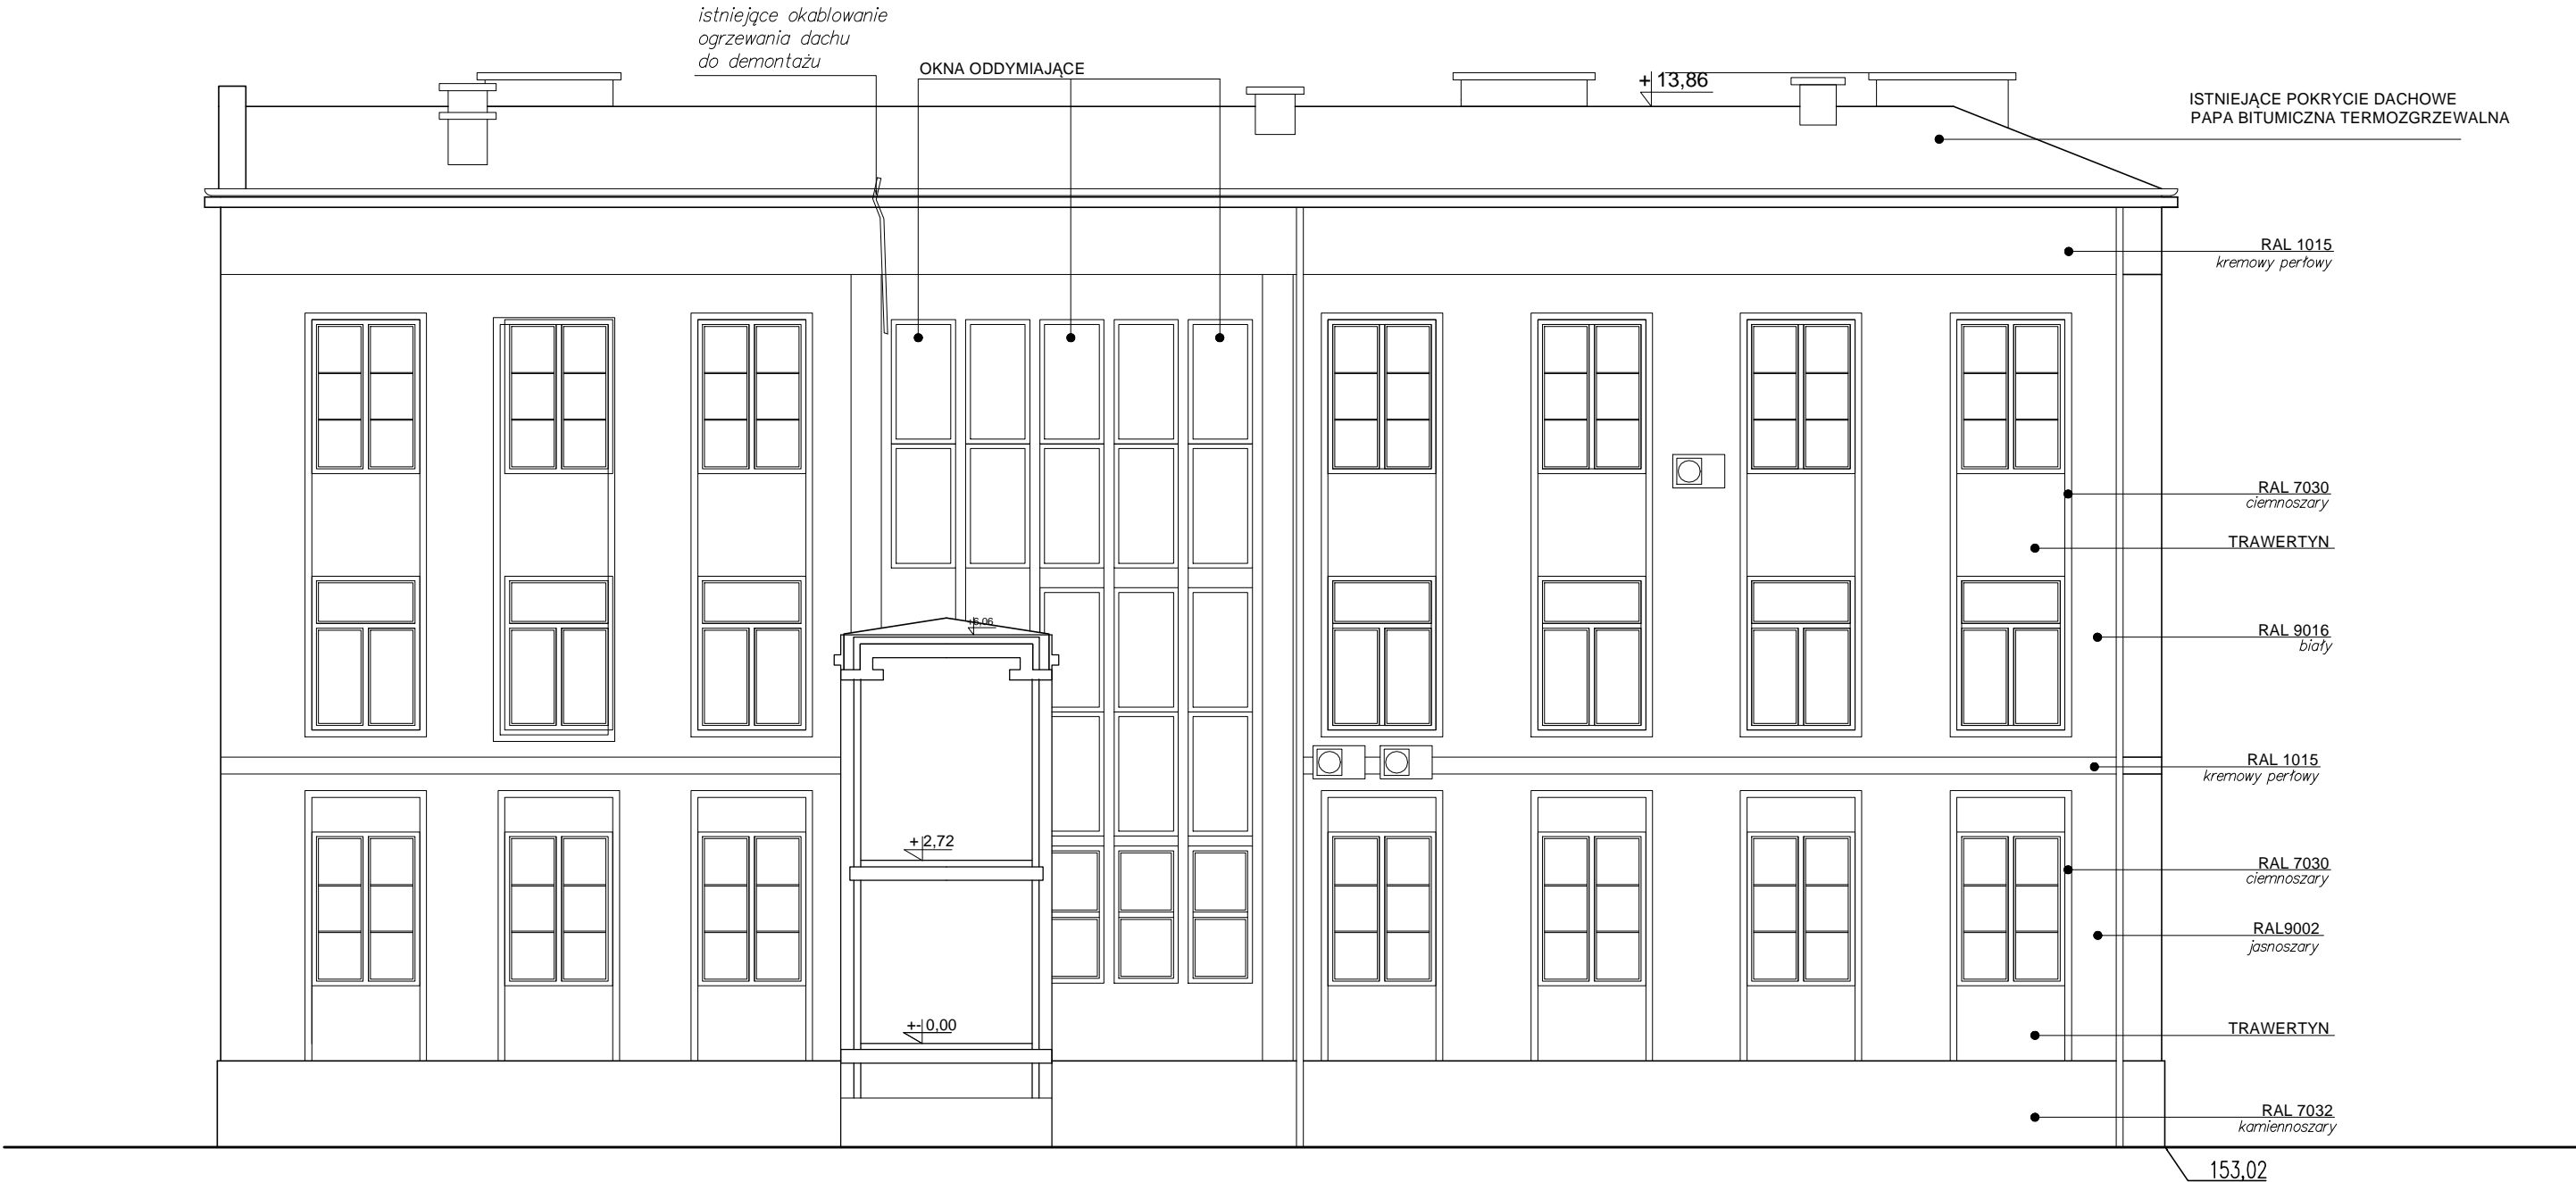 istniejące okablowanie
ogrzewania dachu
do demontażu
OKNA ODDYMIAJĄCE
+ 13,86
ISTNIEJĄCE POKRYCIE DACHOWE
PAPA BITUMICZNA TERMOZGRZEWALNA
RAL 1015
kremowy perłowy
RAL 7030
ciemnoszary
TRAWERTYN
+6,06
RAL 9016
biały
RAL 1015
kremowy perłowy
+ 2,72
RAL 7030
ciemnoszary
RAL9002
jasnoszary
+- 0,00
TRAWERTYN
RAL 7032
kamiennoszary
153,02